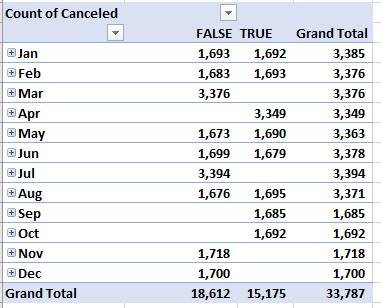 Count of Canceled
FALSE TRUE Grand Total
Jan 1,693 1,692 3,385
Feb 1,683 1,693 3,376
Mar 3,376 3,376
Apr 3,349 3,349
May 1,673 1,690 3,363
Jun 1,699 1,679 3,378
Jul 3,394 3,394
Aug 1,676 1,695 3,371
Sep 1,685 1,685
Oct 1,692 1,692
Nov 1,718 1,718
Dec 1,700 1,700
Grand Total 18,612 15,175 33,787